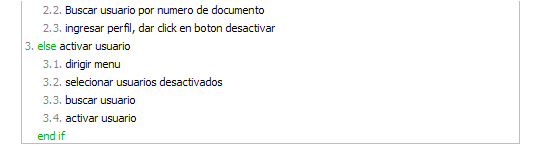 2.2. Buscar usuario por numero de documento
2.3. ingresar perfil, dar click en boton desactivar
3. else activar usuario
3.1. dirigir menu
3.2. selecionar usuarios desactivados
3.3. buscar usuario
3.4. activar usuario
end if